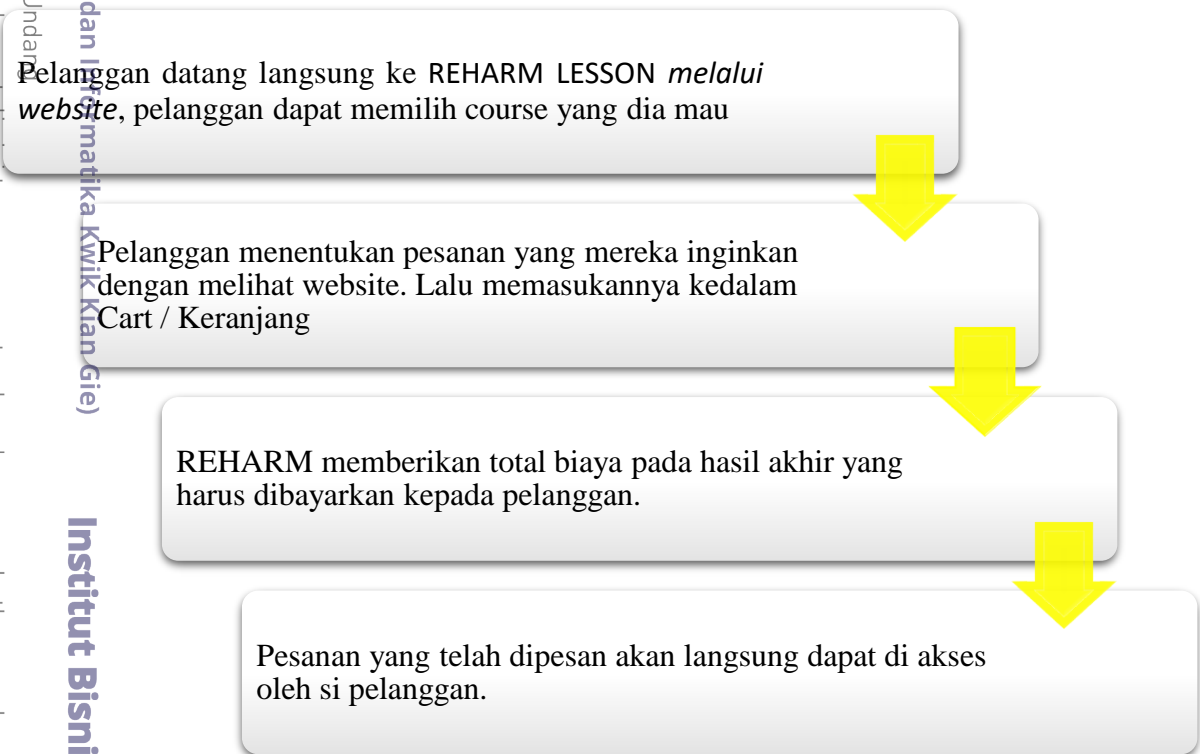 Pelanggan datang langsung ke REHARM LESSON melalui
website, pelanggan dapat memilih course yang dia mau
Pelanggan menentukan pesanan yang mereka inginkan
dengan melihat website. Lalu memasukannya kedalam
Cart / Keranjang
REHARM memberikan total biaya pada hasil akhir yang
harus dibayarkan kepada pelanggan.
Pesanan yang telah dipesan akan langsung dapat di akses
oleh si pelanggan.
Undang
dan Informatika Kwik Kian Gie)
Institut Bisni